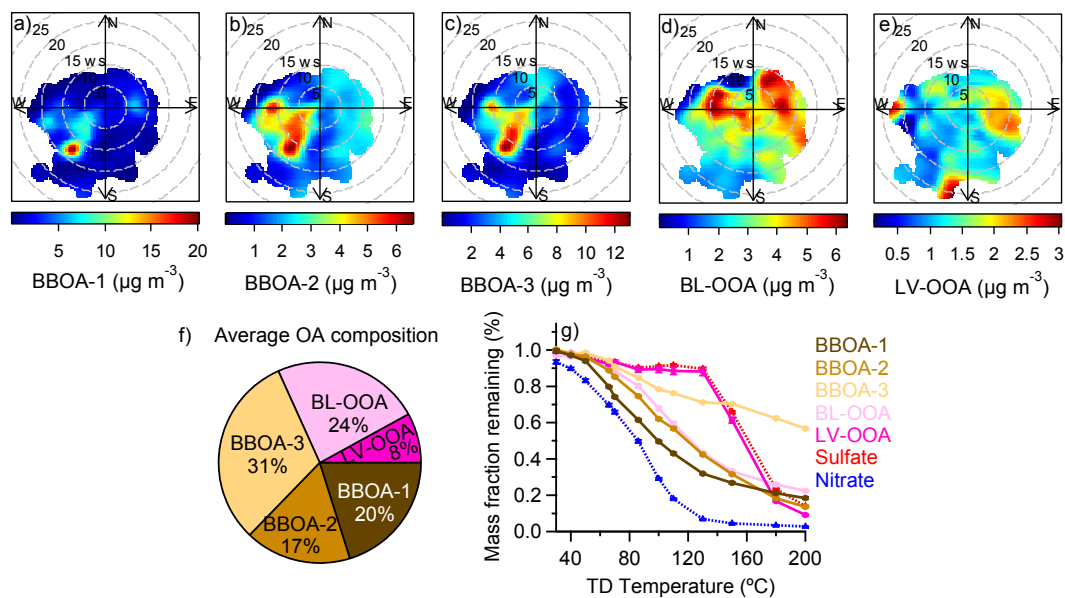 a) 25 20 15 ws 10 5 N W E S
b) 25 20 15 ws 10 5 N W E S
c) 25 20 15 ws 10 5 N W E S
d) 25 20 15 ws 10 5 N W E S
e) 25 20 15 ws 10 5 N W E S
5 10 15 20
BBOA-1 (µg m⁻³)
1 2 3 4 5 6
BBOA-2 (µg m⁻³)
2 4 6 8 10 12
BBOA-3 (µg m⁻³)
1 2 3 4 5 6
BL-OOA (µg m⁻³)
0.5 1 1.5 2 2.5 3
LV-OOA (µg m⁻³)
f) Average OA composition
BL-OOA
24%
LV-OOA
8%
BBOA-3
31%
BBOA-1
20%
BBOA-2
17%
g)
Mass fraction remaining (%)
1.0
0.8
0.6
0.4
0.2
0.0
40 80 120 160 200
TD Temperature (ºC)
BBOA-1
BBOA-2
BBOA-3
BL-OOA
LV-OOA
Sulfate
Nitrate